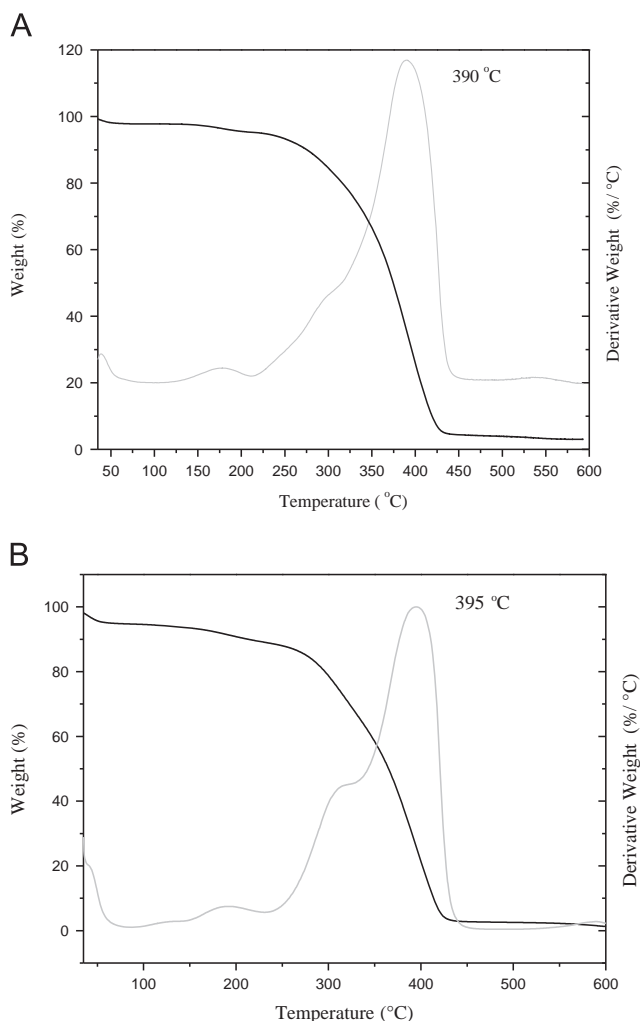 A
120
100
80
60
40
20
0
Weight (%)
Derivative Weight (%/ °C)
390 °C
50 100 150 200 250 300 350 400 450 500 550 600
Temperature ( °C)
B
100
80
60
40
20
0
Weight (%)
Derivative Weight (%/ °C)
395 °C
100 200 300 400 500 600
Temperature (°C)